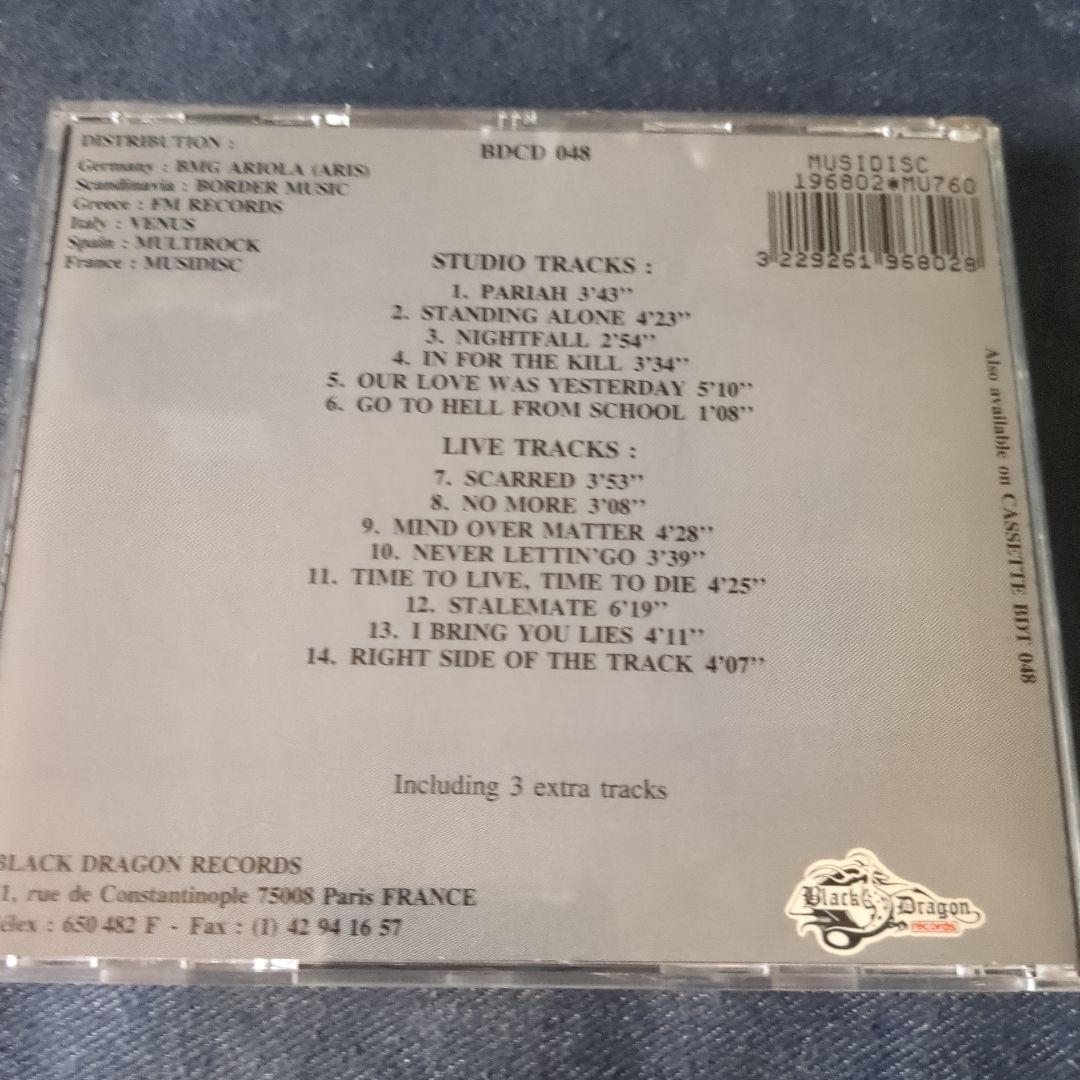 DISTRIBUTION :
Germany : BMG ARIOLA (ARIS)
Scandinavia : BORDER MUSIC
Greece : FM RECORDS
Italy : VENUS
Spain : MULTIROCK
France : MUSIDISC
BDCD 048
MUSIDISC
196802*MU760
3 229261 968028
STUDIO TRACKS :
1. PARIAH 3'43''
2. STANDING ALONE 4'23''
3. NIGHTFALL 2'54''
4. IN FOR THE KILL 3'34''
5. OUR LOVE WAS YESTERDAY 5'10''
6. GO TO HELL FROM SCHOOL 1'08''
LIVE TRACKS :
7. SCARRED 3'53''
8. NO MORE 3'08''
9. MIND OVER MATTER 4'28''
10. NEVER LETTIN'GO 3'39''
11. TIME TO LIVE, TIME TO DIE 4'25''
12. STALEMATE 6'19''
13. I BRING YOU LIES 4'11''
14. RIGHT SIDE OF THE TRACK 4'07''
Also available on CASSETTE BDT 048
Including 3 extra tracks
BLACK DRAGON RECORDS
1, rue de Constantinople 75008 Paris FRANCE
élex : 650 482 F - Fax : (1) 42 94 16 57
Black Dragon
records